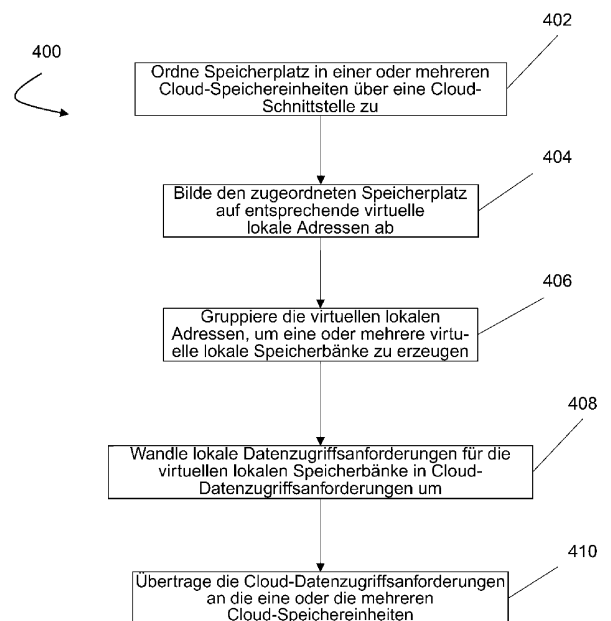 400
402
Ordne Speicherplatz in einer oder mehreren
Cloud-Speichereinheiten über eine Cloud-
Schnittstelle zu
404
Bilde den zugeordneten Speicherplatz
auf entsprechende virtuelle
lokale Adressen ab
406
Gruppiere die virtuellen lokalen
Adressen, um eine oder mehrere virtu-
elle lokale Speicherbänke zu erzeugen
408
Wandle lokale Datenzugriffsanforderungen für die
virtuellen lokalen Speicherbänke in Cloud-
Datenzugriffsanforderungen um
410
Übertrage die Cloud-Datenzugriffsanforderungen
an die eine oder die mehreren
Cloud-Speichereinheiten